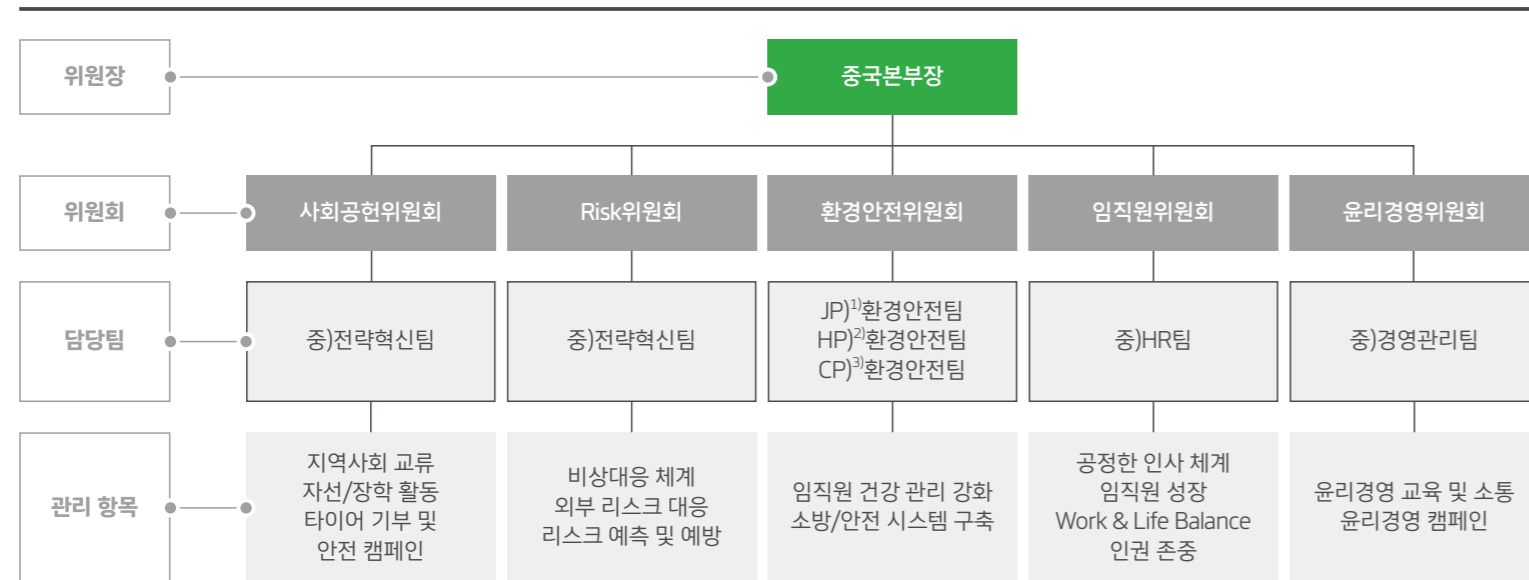 위원장
중국본부장
위원회
사회공헌위원회
Risk위원회
환경안전위원회
임직원위원회
윤리경영위원회
담당팀
중)전략혁신팀
중)전략혁신팀
JP)1)환경안전팀
HP)2)환경안전팀
CP)3)환경안전팀
중)HR팀
중)경영관리팀
관리 항목
지역사회 교류
자선/장학 활동
타이어 기부 및
안전 캠페인
비상대응 체계
외부 리스크 대응
리스크 예측 및 예방
임직원 건강 관리 강화
소방/안전 시스템 구축
공정한 인사 체계
임직원 성장
Work & Life Balance
인권 존중
윤리경영 교육 및 소통
윤리경영 캠페인